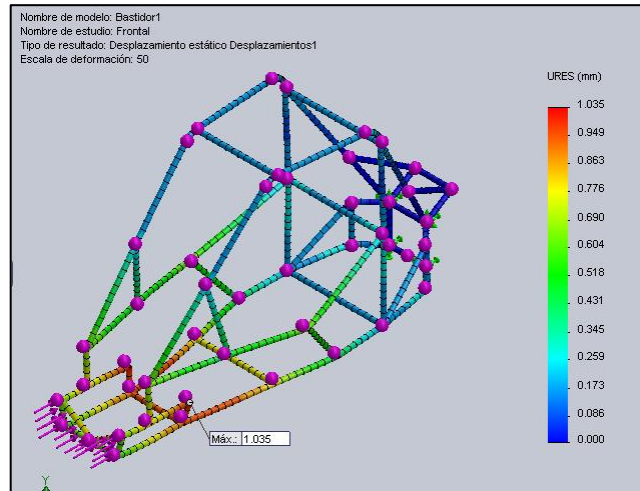 Nombre de modelo: Bastidor1
Nombre de estudio: Frontal
Tipo de resultado: Desplazamiento estático Desplazamientos1
Escala de deformación: 50
URES (mm)
1.035
0.949
0.863
0.776
0.690
0.604
0.518
0.431
0.345
0.259
0.173
0.086
0.000
Máx.: 1.035
Y